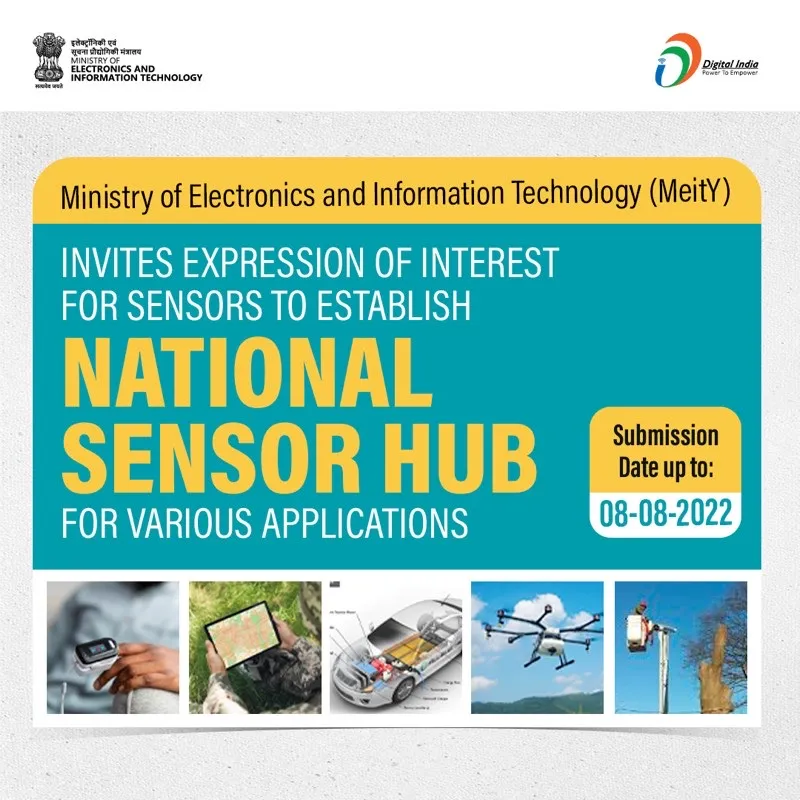 इलेक्ट्रॉनिकी एवं
सूचना प्रौद्योगिकी मंत्रालय
MINISTRY OF
ELECTRONICS AND
INFORMATION TECHNOLOGY
सत्यमेव जयते
Digital India
Power To Empower
Ministry of Electronics and Information Technology (MeitY)
INVITES EXPRESSION OF INTEREST
FOR SENSORS TO ESTABLISH
NATIONAL
SENSOR HUB
FOR VARIOUS APPLICATIONS
Submission
Date up to:
08-08-2022